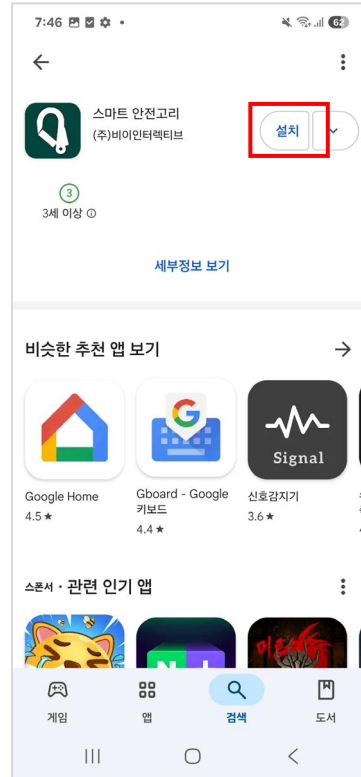 7:46
62
스마트 안전고리
(주)비이인터렉티브
설치
3
3세 이상
세부정보 보기
비슷한 추천 앱 보기
Signal
Google Home
4.5★
Gboard - Google
키보드
4.4★
신호감지기
3.6★
스폰서 · 관련 인기 앱
게임
앱
검색
도서